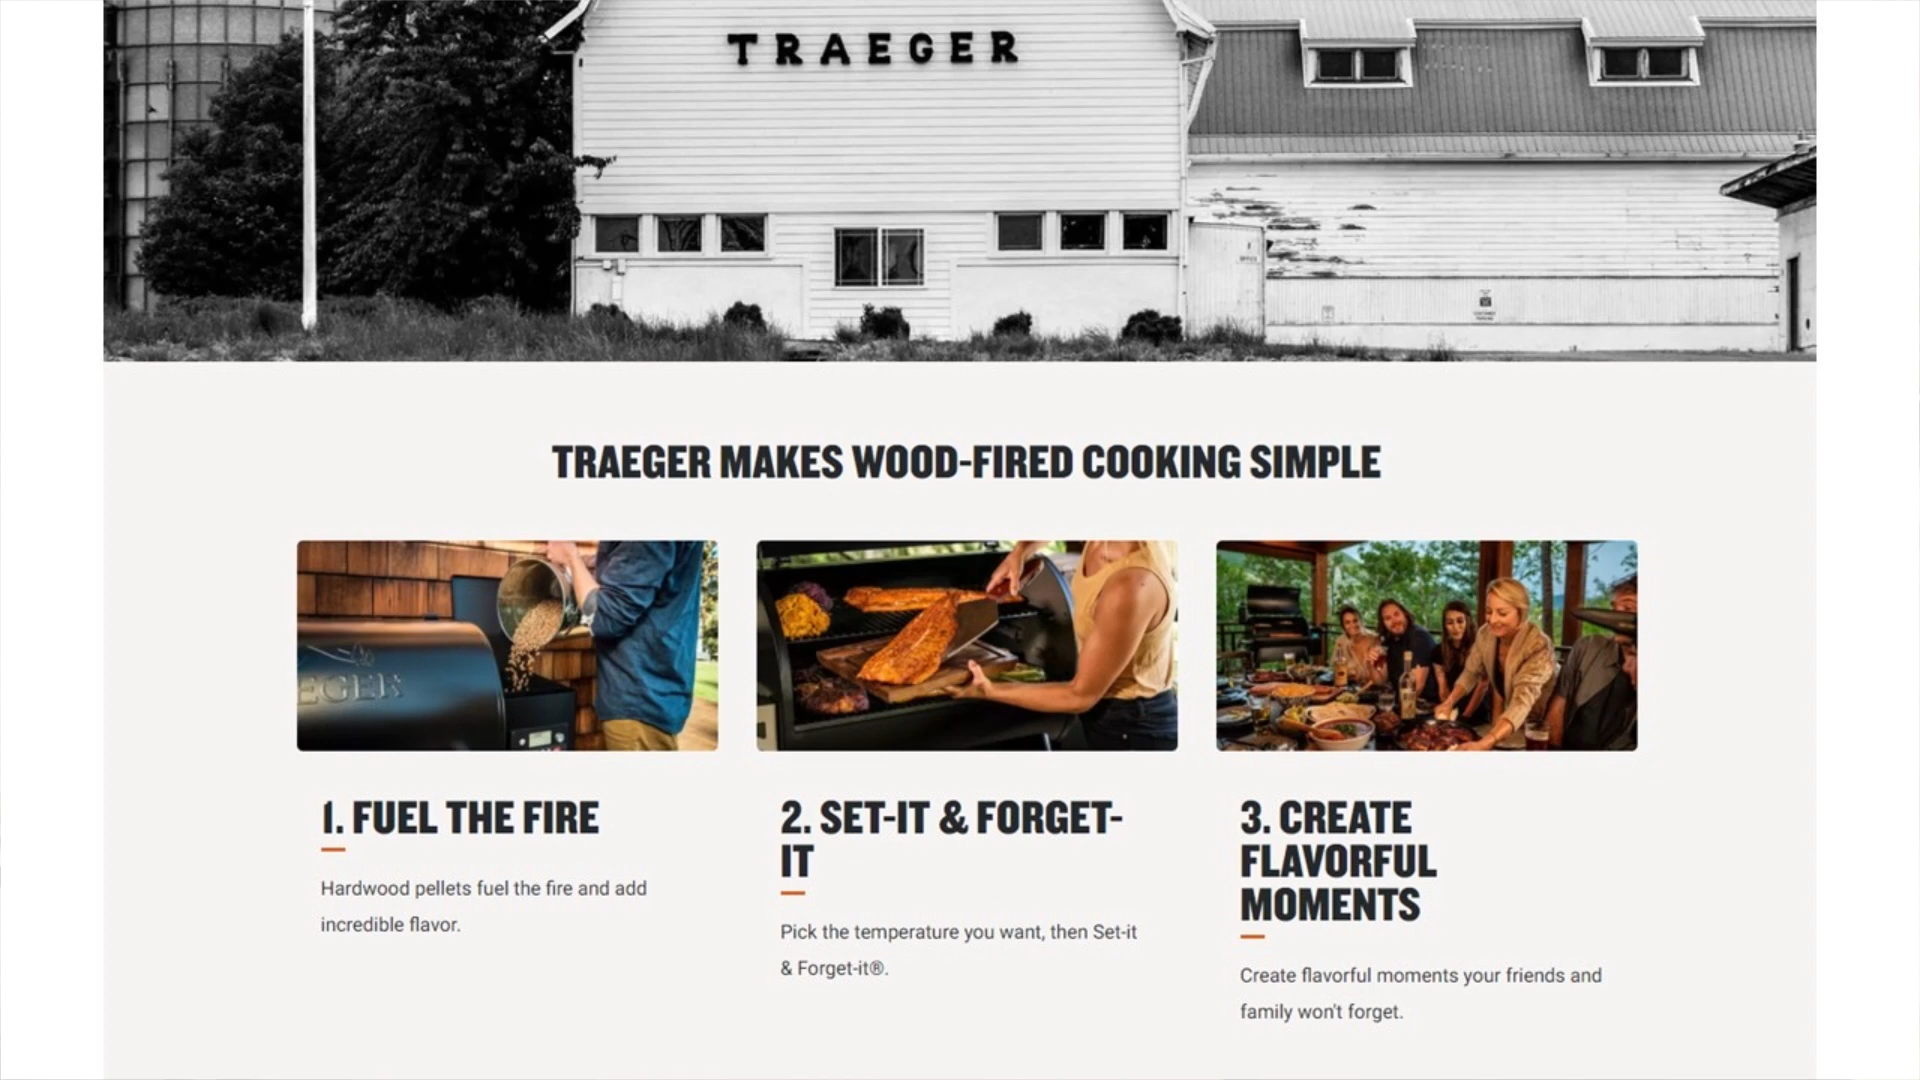 TRAEGER
TRAEGER MAKES WOOD-FIRED COOKING SIMPLE
EGER
1. FUEL THE FIRE
Hardwood pellets fuel the fire and add
incredible flavor.
2. SET-IT & FORGET-
IT
Pick the temperature you want, then Set-it
& Forget-it®.
3. CREATE
FLAVORFUL
MOMENTS
Create flavorful moments your friends and
family won't forget.